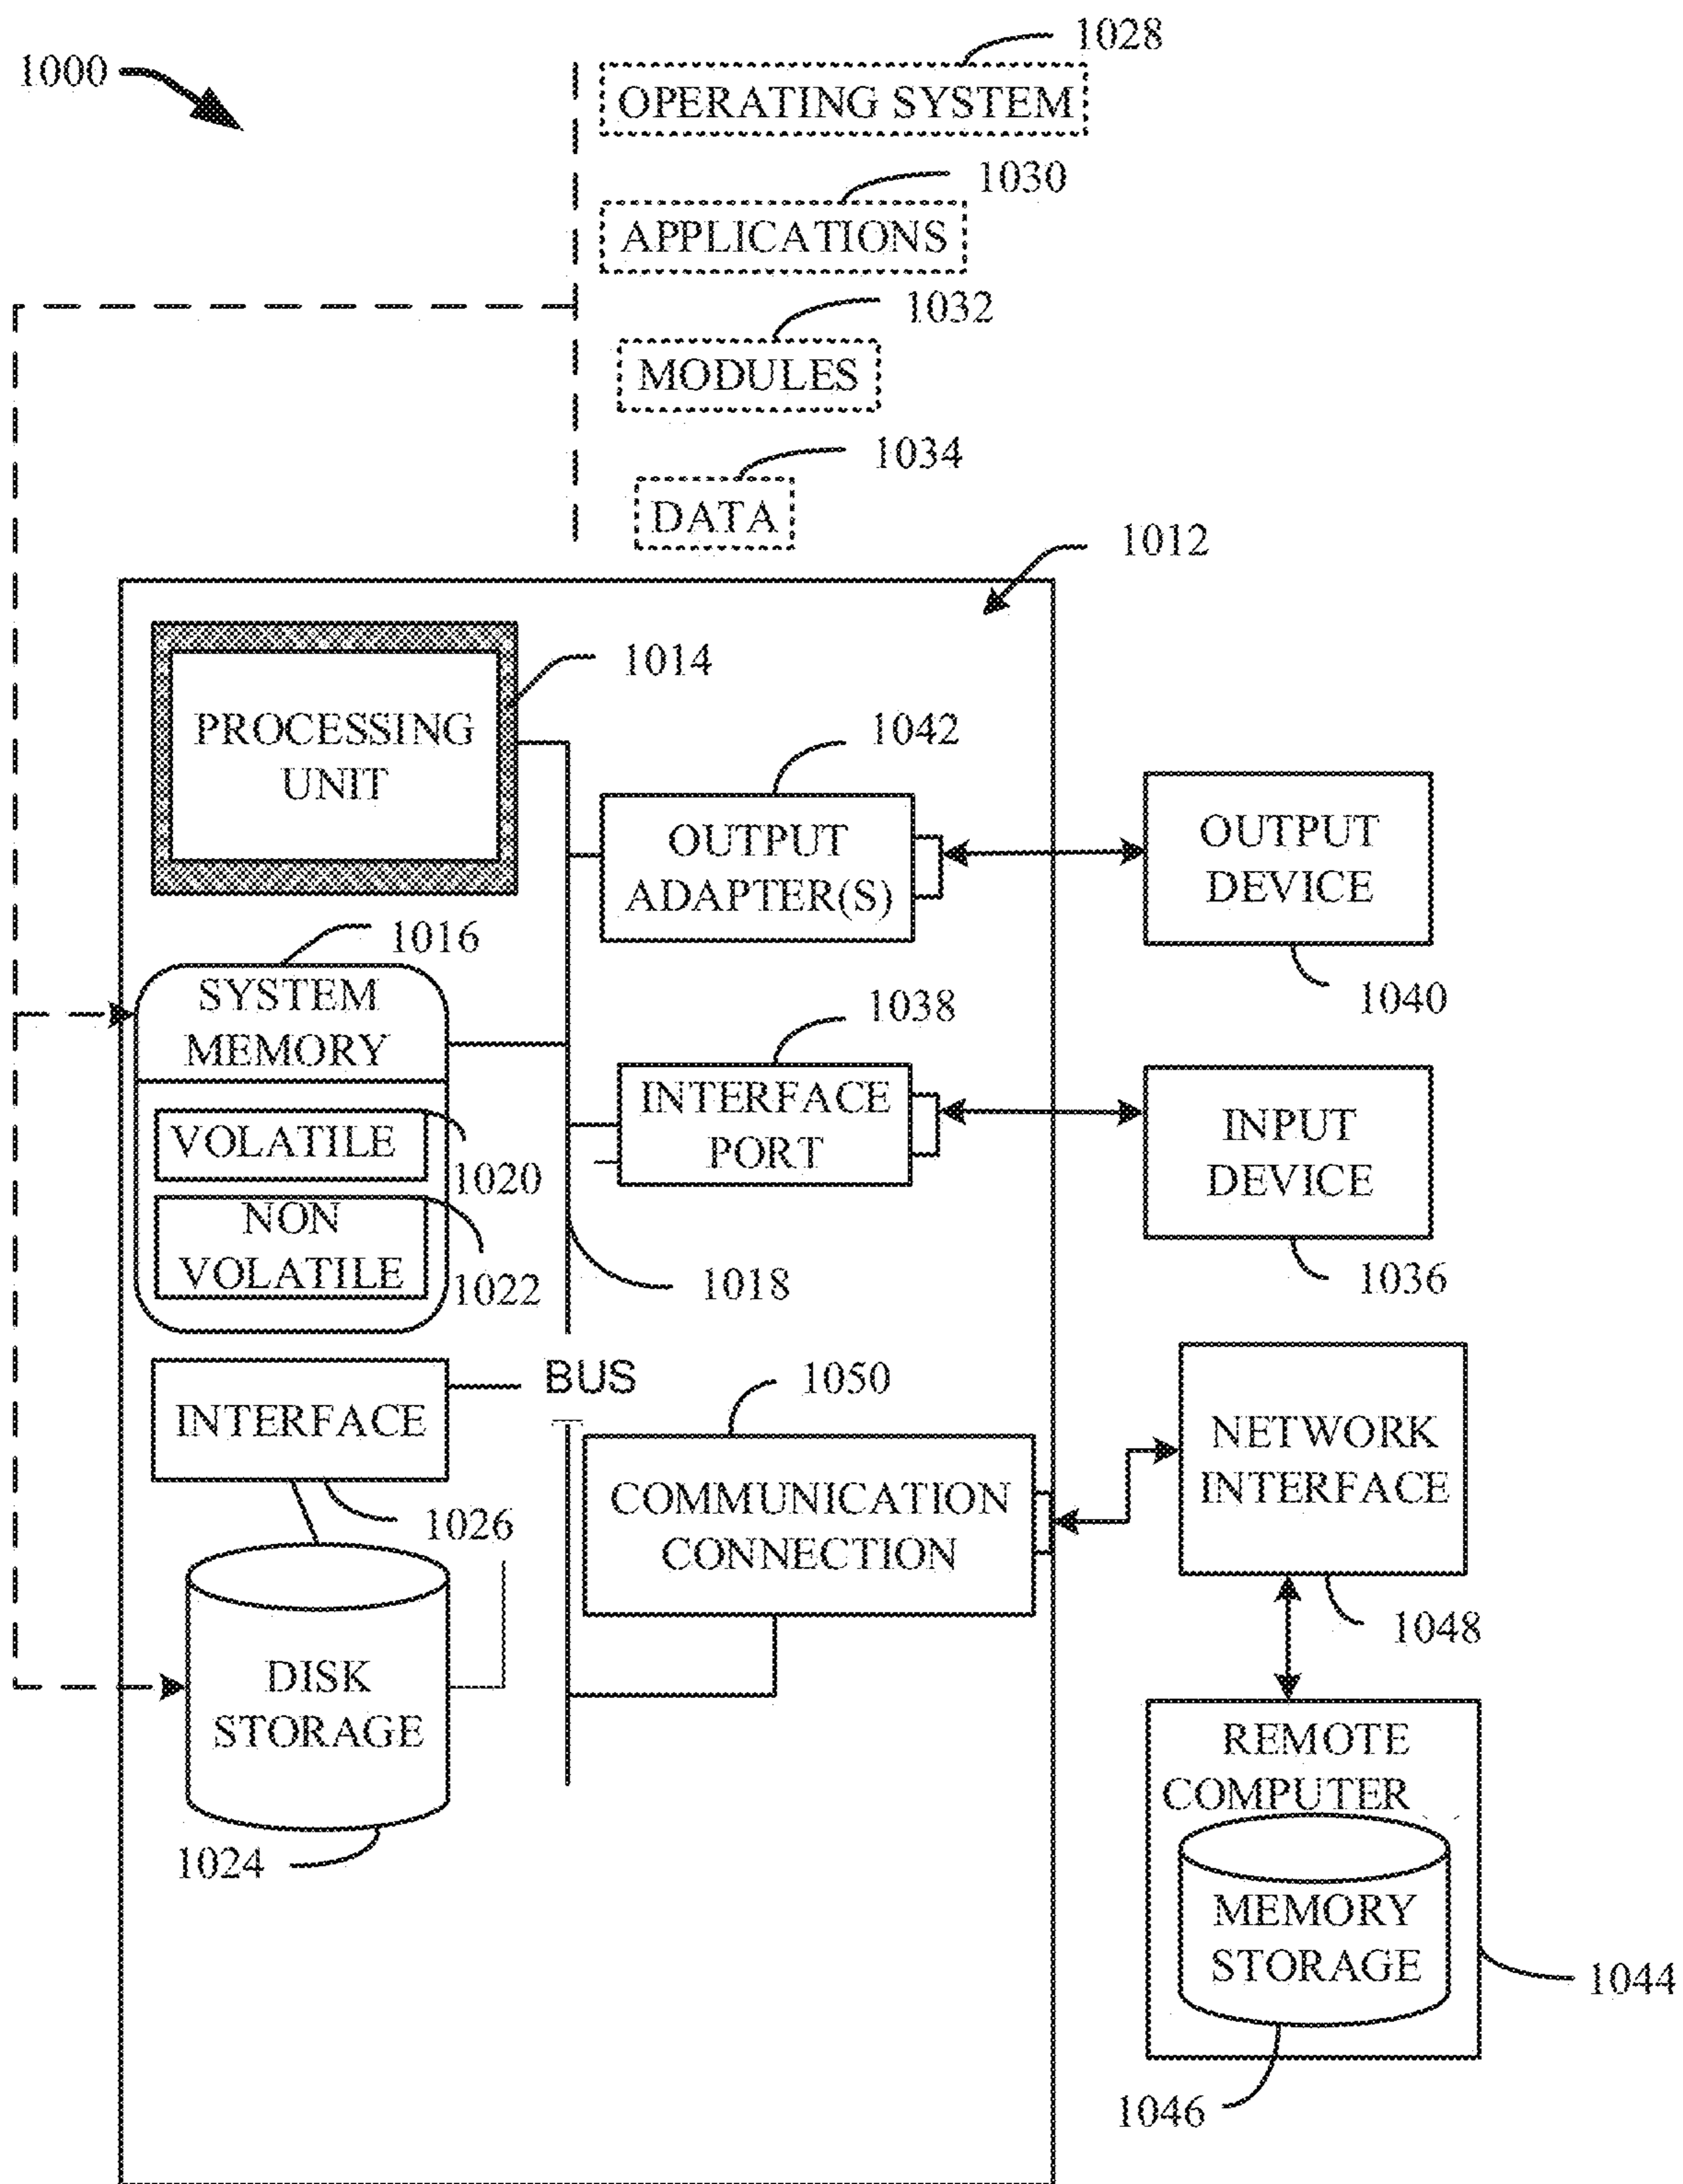 1000
1028
OPERATING SYSTEM
1030
APPLICATIONS
1032
MODULES
1034
DATA
1012
1014
PROCESSING
UNIT
1042
OUTPUT
ADAPTER(S)
OUTPUT
DEVICE
1040
1016
SYSTEM
MEMORY
VOLATILE
1020
NON
VOLATILE
1022
1038
INTERFACE
PORT
INPUT
DEVICE
1036
1018
BUS
INTERFACE
1026
1050
COMMUNICATION
CONNECTION
NETWORK
INTERFACE
1048
DISK
STORAGE
1024
REMOTE
COMPUTER
MEMORY
STORAGE
1044
1046